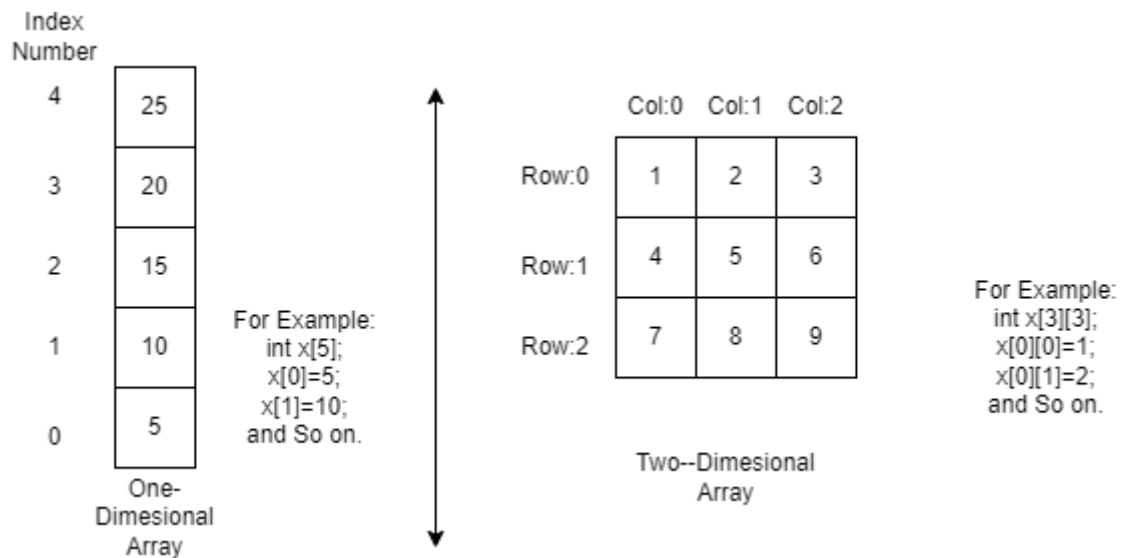 Index
Number
4
25
3
20
2
15
1
10
0
5
One-
Dimesional
Array
For Example:
int x[5];
x[0]=5;
x[1]=10;
and So on.
Col:0 Col:1 Col:2
Row:0 1 2 3
Row:1 4 5 6
Row:2 7 8 9
Two--Dimesional
Array
For Example:
int x[3][3];
x[0][0]=1;
x[0][1]=2;
and So on.